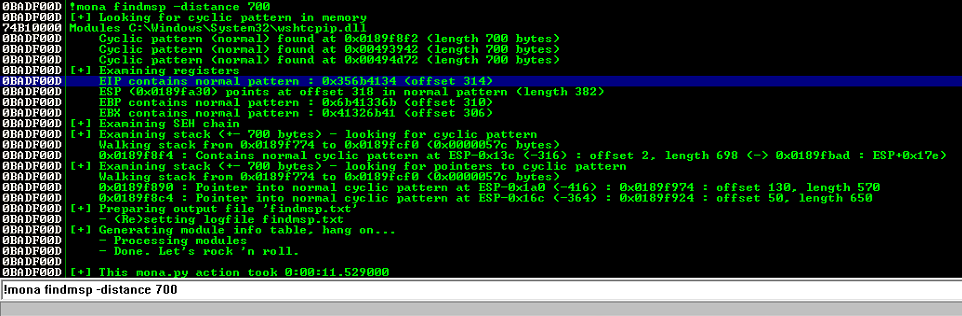 0BADF00D !mona findmsp -distance 700
0BADF00D [+] Looking for cyclic pattern in memory
74B10000 Modules C:\Windows\System32\wshtcpip.dll
0BADF00D Cyclic pattern (normal) found at 0x0189f8f2 (length 700 bytes)
0BADF00D Cyclic pattern (normal) found at 0x00493942 (length 700 bytes)
0BADF00D Cyclic pattern (normal) found at 0x00494d72 (length 700 bytes)
0BADF00D [+] Examining registers
0BADF00D EIP contains normal pattern : 0x356b4134 (offset 314)
0BADF00D ESP (0x0189fa30) points at offset 318 in normal pattern (length 382)
0BADF00D EBP contains normal pattern : 0x6b41336b (offset 310)
0BADF00D EBX contains normal pattern : 0x41326b41 (offset 306)
0BADF00D [+] Examining SEH chain
0BADF00D [+] Examining stack (+- 700 bytes) - looking for cyclic pattern
0BADF00D Walking stack from 0x0189f774 to 0x0189fcf0 (0x0000057c bytes)
0BADF00D 0x0189f8f4 : Contains normal cyclic pattern at ESP-0x13c (-316) : offset 2, length 698 (-> 0x0189fbad : ESP+0x17e)
0BADF00D [+] Examining stack (+- 700 bytes) - looking for pointers to cyclic pattern
0BADF00D Walking stack from 0x0189f774 to 0x0189fcf0 (0x0000057c bytes)
0BADF00D 0x0189f890 : Pointer into normal cyclic pattern at ESP-0x1a0 (-416) : 0x0189f974 : offset 130, length 570
0BADF00D 0x0189f8c4 : Pointer into normal cyclic pattern at ESP-0x16c (-364) : 0x0189f924 : offset 50, length 650
0BADF00D [+] Preparing output file 'findmsp.txt'
0BADF00D - (Re)setting logfile findmsp.txt
0BADF00D [+] Generating module info table, hang on...
0BADF00D - Processing modules
0BADF00D - Done. Let's rock 'n roll.
0BADF00D
0BADF00D [+] This mona.py action took 0:00:11.529000
!mona findmsp -distance 700